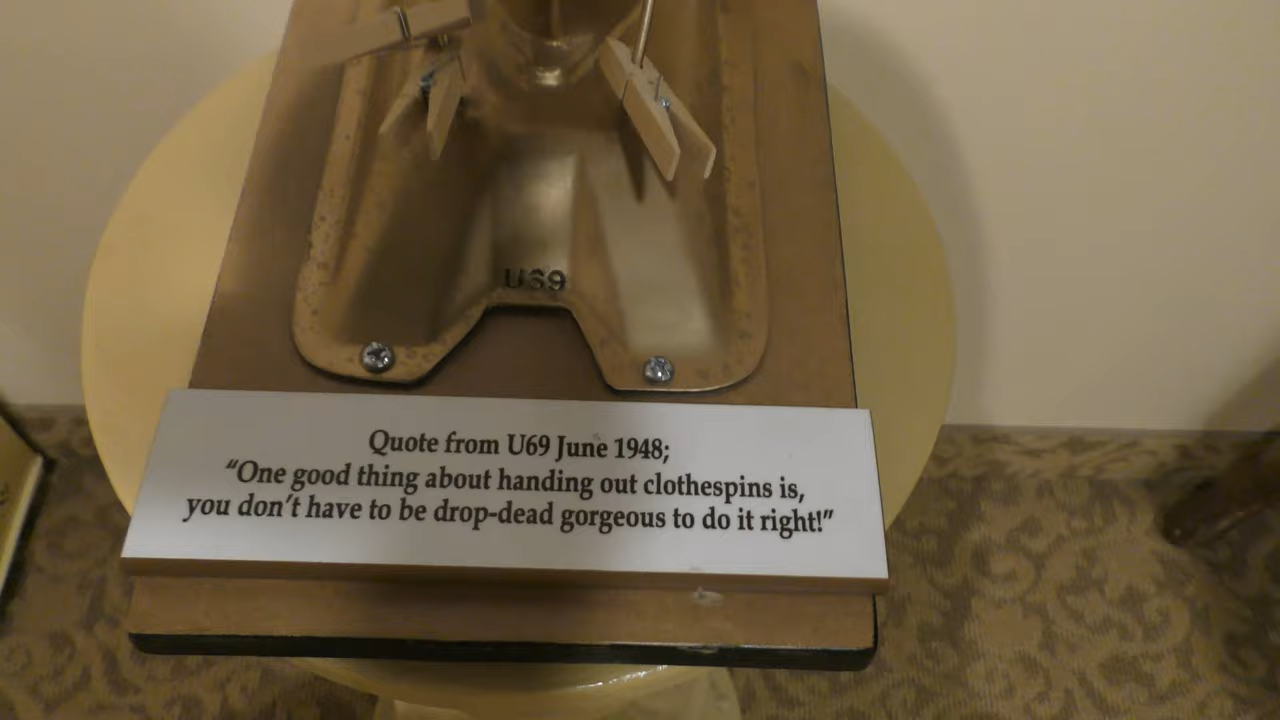 U69
Quote from U69 June 1948;
“One good thing about handing out clothespins is,
you don’t have to be drop-dead gorgeous to do it right!”